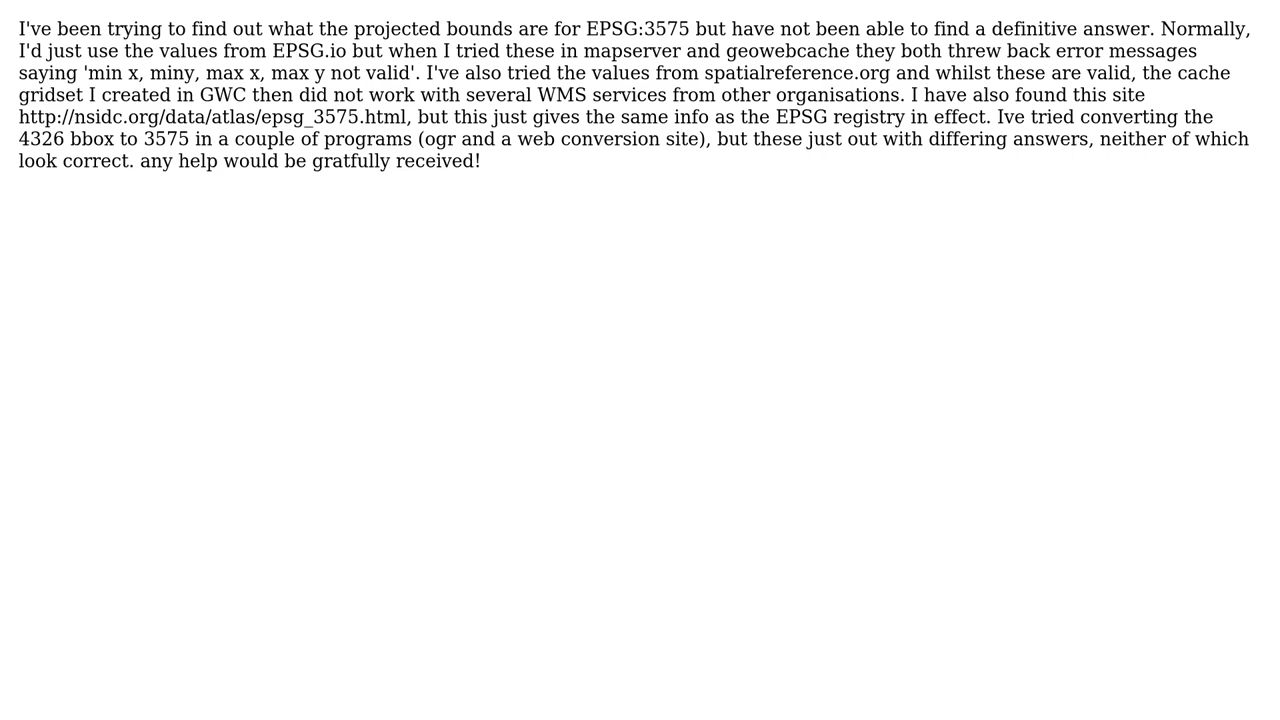 I've been trying to find out what the projected bounds are for EPSG:3575 but have not been able to find a definitive answer. Normally,
I'd just use the values from EPSG.io but when I tried these in mapserver and geowebcache they both threw back error messages
saying 'min x, miny, max x, max y not valid'. I've also tried the values from spatialreference.org and whilst these are valid, the cache
gridset I created in GWC then did not work with several WMS services from other organisations. I have also found this site
http://nsidc.org/data/atlas/epsg_3575.html, but this just gives the same info as the EPSG registry in effect. Ive tried converting the
4326 bbox to 3575 in a couple of programs (ogr and a web conversion site), but these just out with differing answers, neither of which
look correct. any help would be gratfully received!